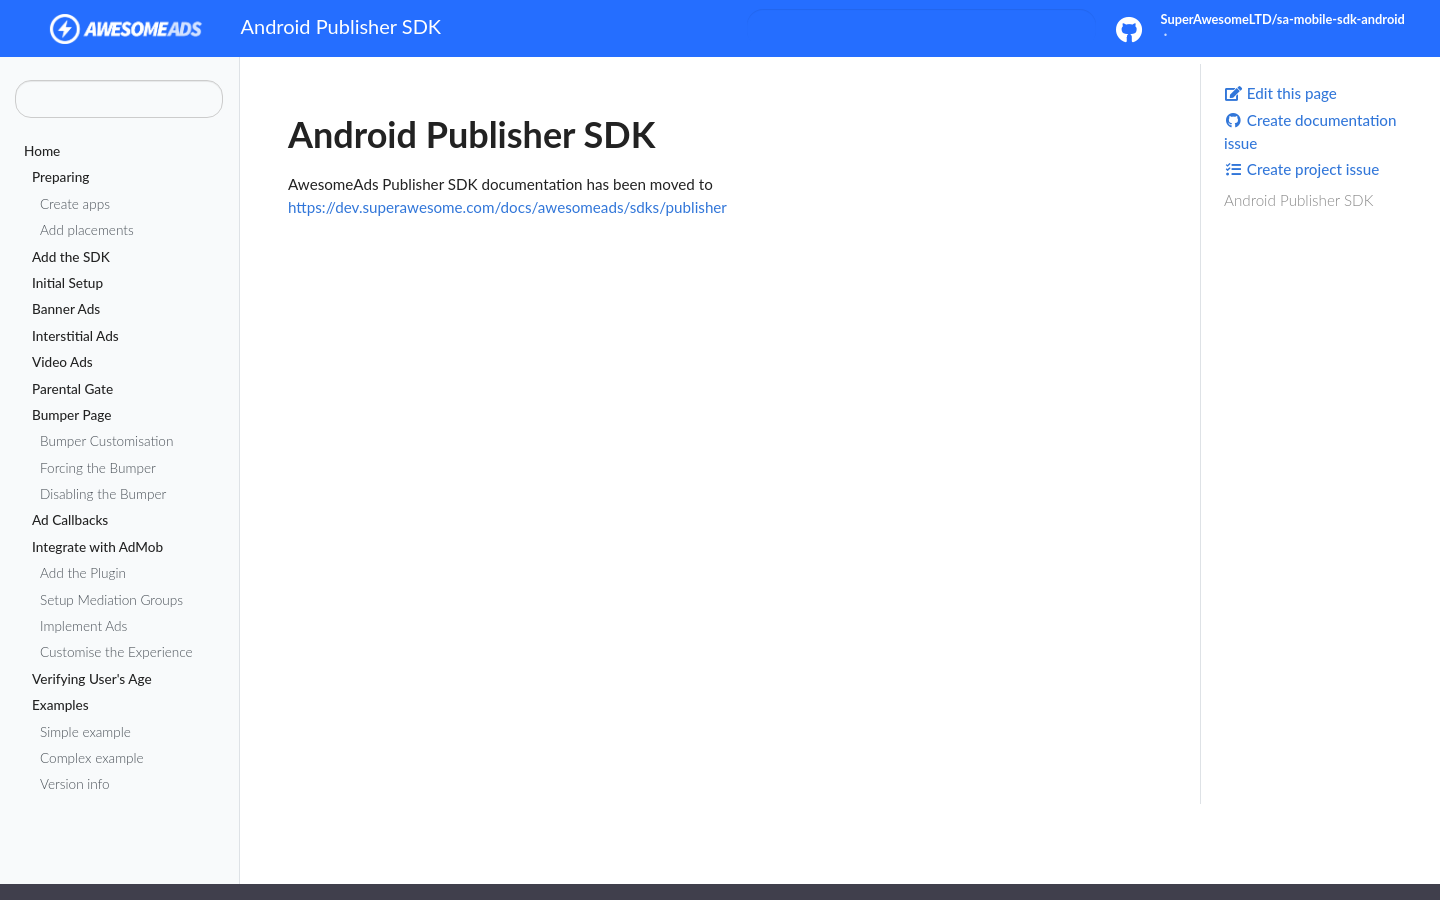 AWESOMEADS
Android Publisher SDK
SuperAwesomeLTD/sa-mobile-sdk-android
Home
Preparing
Create apps
Add placements
Add the SDK
Initial Setup
Banner Ads
Interstitial Ads
Video Ads
Parental Gate
Bumper Page
Bumper Customisation
Forcing the Bumper
Disabling the Bumper
Ad Callbacks
Integrate with AdMob
Add the Plugin
Setup Mediation Groups
Implement Ads
Customise the Experience
Verifying User's Age
Examples
Simple example
Complex example
Version info
Android Publisher SDK
AwesomeAds Publisher SDK documentation has been moved to
https://dev.superawesome.com/docs/awesomeads/sdks/publisher
Edit this page
Create documentation
issue
Create project issue
Android Publisher SDK